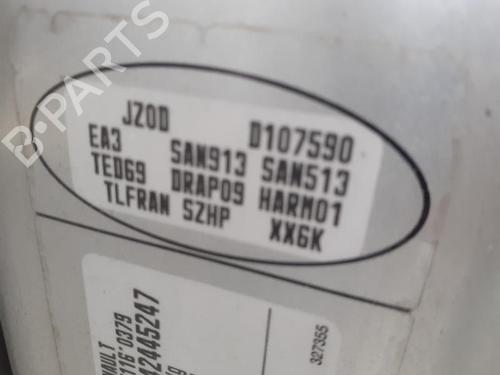 JZ0D D107590
EA3 SAN913 SAN513
TED69 DRAP09 HARM01
TLFRAN SZHP XX6K
327355
B-PARTS